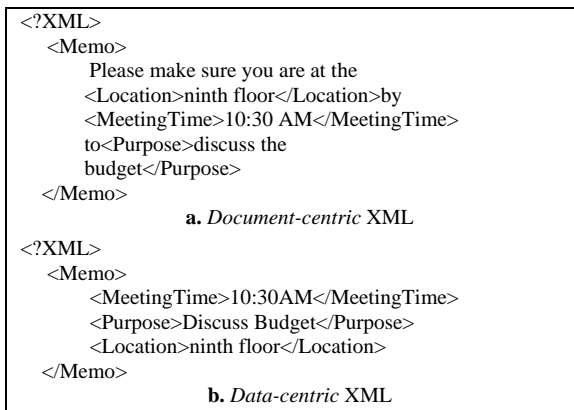 <?XML>
<Memo>
Please make sure you are at the
<Location>ninth floor</Location>by
<MeetingTime>10:30 AM</MeetingTime>
to<Purpose>discuss the
budget</Purpose>
</Memo>
a. Document-centric XML
<?XML>
<Memo>
<MeetingTime>10:30AM</MeetingTime>
<Purpose>Discuss Budget</Purpose>
<Location>ninth floor</Location>
</Memo>
b. Data-centric XML